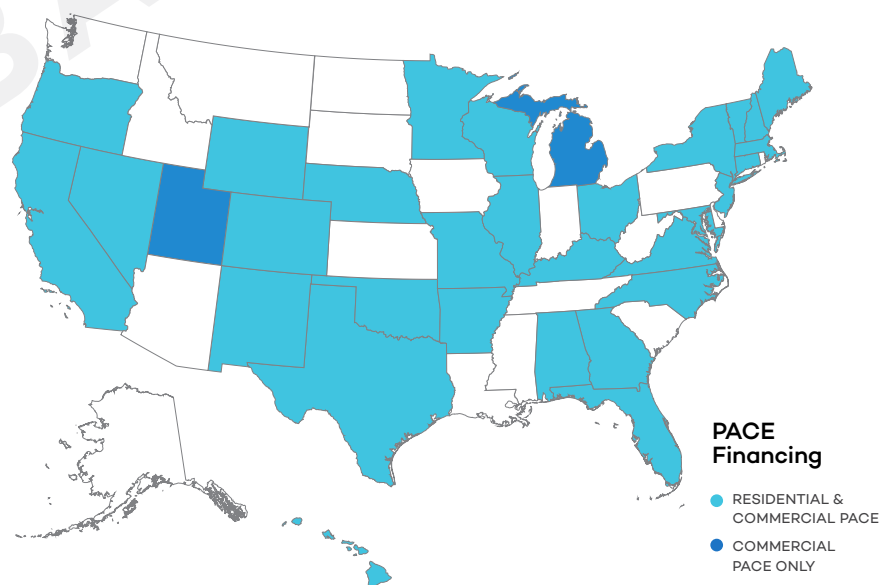 PACE
Financing
RESIDENTIAL &
COMMERCIAL PACE
COMMERCIAL
PACE ONLY